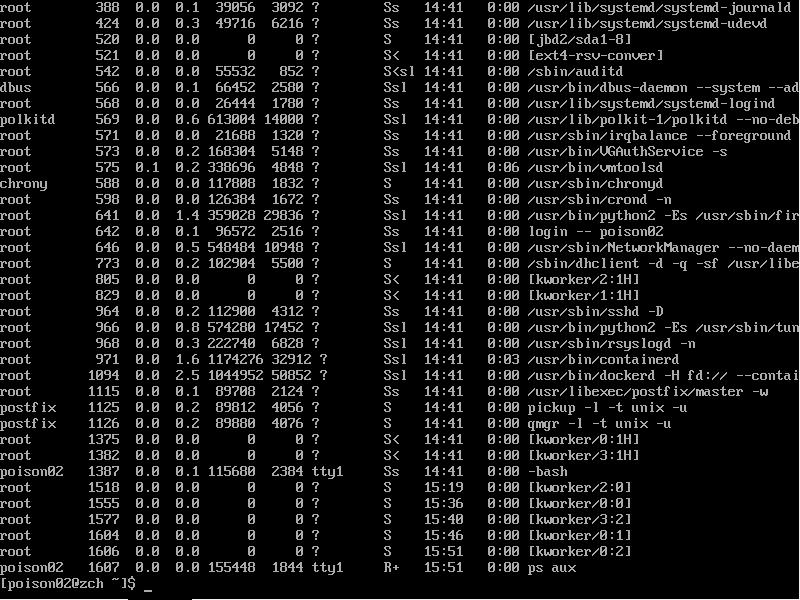 root 388 0.0 0.1 39056 3092 ? Ss 14:41 0:00 /usr/lib/systemd/systemd-journald
root 424 0.0 0.3 49716 6216 ? Ss 14:41 0:00 /usr/lib/systemd/systemd-udevd
root 520 0.0 0.0 0 0 ? S 14:41 0:00 [jbd2/sda1-8]
root 521 0.0 0.0 0 0 ? S< 14:41 0:00 [ext4-rsv-conver]
root 542 0.0 0.0 55532 852 ? S<sl 14:41 0:00 /sbin/auditd
dbus 566 0.0 0.1 66452 2580 ? Ssl 14:41 0:00 /usr/bin/dbus-daemon --system --ad
root 568 0.0 0.0 26444 1780 ? Ss 14:41 0:00 /usr/lib/systemd/systemd-logind
polkitd 569 0.0 0.6 613004 14000 ? Ssl 14:41 0:00 /usr/lib/polkit-1/polkitd --no-deb
root 571 0.0 0.0 21688 1320 ? Ss 14:41 0:00 /usr/sbin/irqbalance --foreground
root 573 0.0 0.2 168304 5148 ? Ss 14:41 0:00 /usr/bin/VGAuthService -s
root 575 0.1 0.2 338696 4848 ? Ssl 14:41 0:06 /usr/bin/vmtoolsd
chrony 588 0.0 0.0 117808 1832 ? S 14:41 0:00 /usr/sbin/chronyd
root 598 0.0 0.0 126384 1672 ? Ss 14:41 0:00 /usr/sbin/crond -n
root 641 0.0 1.4 359028 29836 ? Ssl 14:41 0:00 /usr/bin/python2 -Es /usr/sbin/fir
root 642 0.0 0.1 96572 2516 ? Ss 14:41 0:00 login -- poison02
root 646 0.0 0.5 548484 10948 ? Ssl 14:41 0:00 /usr/sbin/NetworkManager --no-daem
root 773 0.0 0.2 102904 5500 ? S 14:41 0:00 /sbin/dhclient -d -q -sf /usr/libe
root 805 0.0 0.0 0 0 ? S< 14:41 0:00 [kworker/2:1H]
root 829 0.0 0.0 0 0 ? S< 14:41 0:00 [kworker/1:1H]
root 964 0.0 0.2 112900 4312 ? Ss 14:41 0:00 /usr/sbin/sshd -D
root 966 0.0 0.8 574280 17452 ? Ssl 14:41 0:00 /usr/bin/python2 -Es /usr/sbin/tun
root 968 0.0 0.3 222740 6828 ? Ssl 14:41 0:00 /usr/sbin/rsyslogd -n
root 971 0.0 1.6 1174276 32912 ? Ssl 14:41 0:03 /usr/bin/containerd
root 1094 0.0 2.5 1044952 50852 ? Ssl 14:41 0:00 /usr/bin/dockerd -H fd:// --contai
root 1115 0.0 0.1 89708 2124 ? Ss 14:41 0:00 /usr/libexec/postfix/master -w
postfix 1125 0.0 0.2 89812 4056 ? S 14:41 0:00 pickup -l -t unix -u
postfix 1126 0.0 0.2 89880 4076 ? S 14:41 0:00 qmgr -l -t unix -u
root 1375 0.0 0.0 0 0 ? S< 14:41 0:00 [kworker/0:1H]
root 1382 0.0 0.0 0 0 ? S< 14:41 0:00 [kworker/3:1H]
poison02 1387 0.0 0.1 115680 2384 tty1 Ss 14:41 0:00 -bash
root 1518 0.0 0.0 0 0 ? S 15:19 0:00 [kworker/2:0]
root 1555 0.0 0.0 0 0 ? S 15:36 0:00 [kworker/0:0]
root 1577 0.0 0.0 0 0 ? S 15:40 0:00 [kworker/3:2]
root 1604 0.0 0.0 0 0 ? S 15:46 0:00 [kworker/0:1]
root 1606 0.0 0.0 0 0 ? S 15:51 0:00 [kworker/0:2]
poison02 1607 0.0 0.0 155448 1844 tty1 R+ 15:51 0:00 ps aux
[poison02@zch ~]$ _